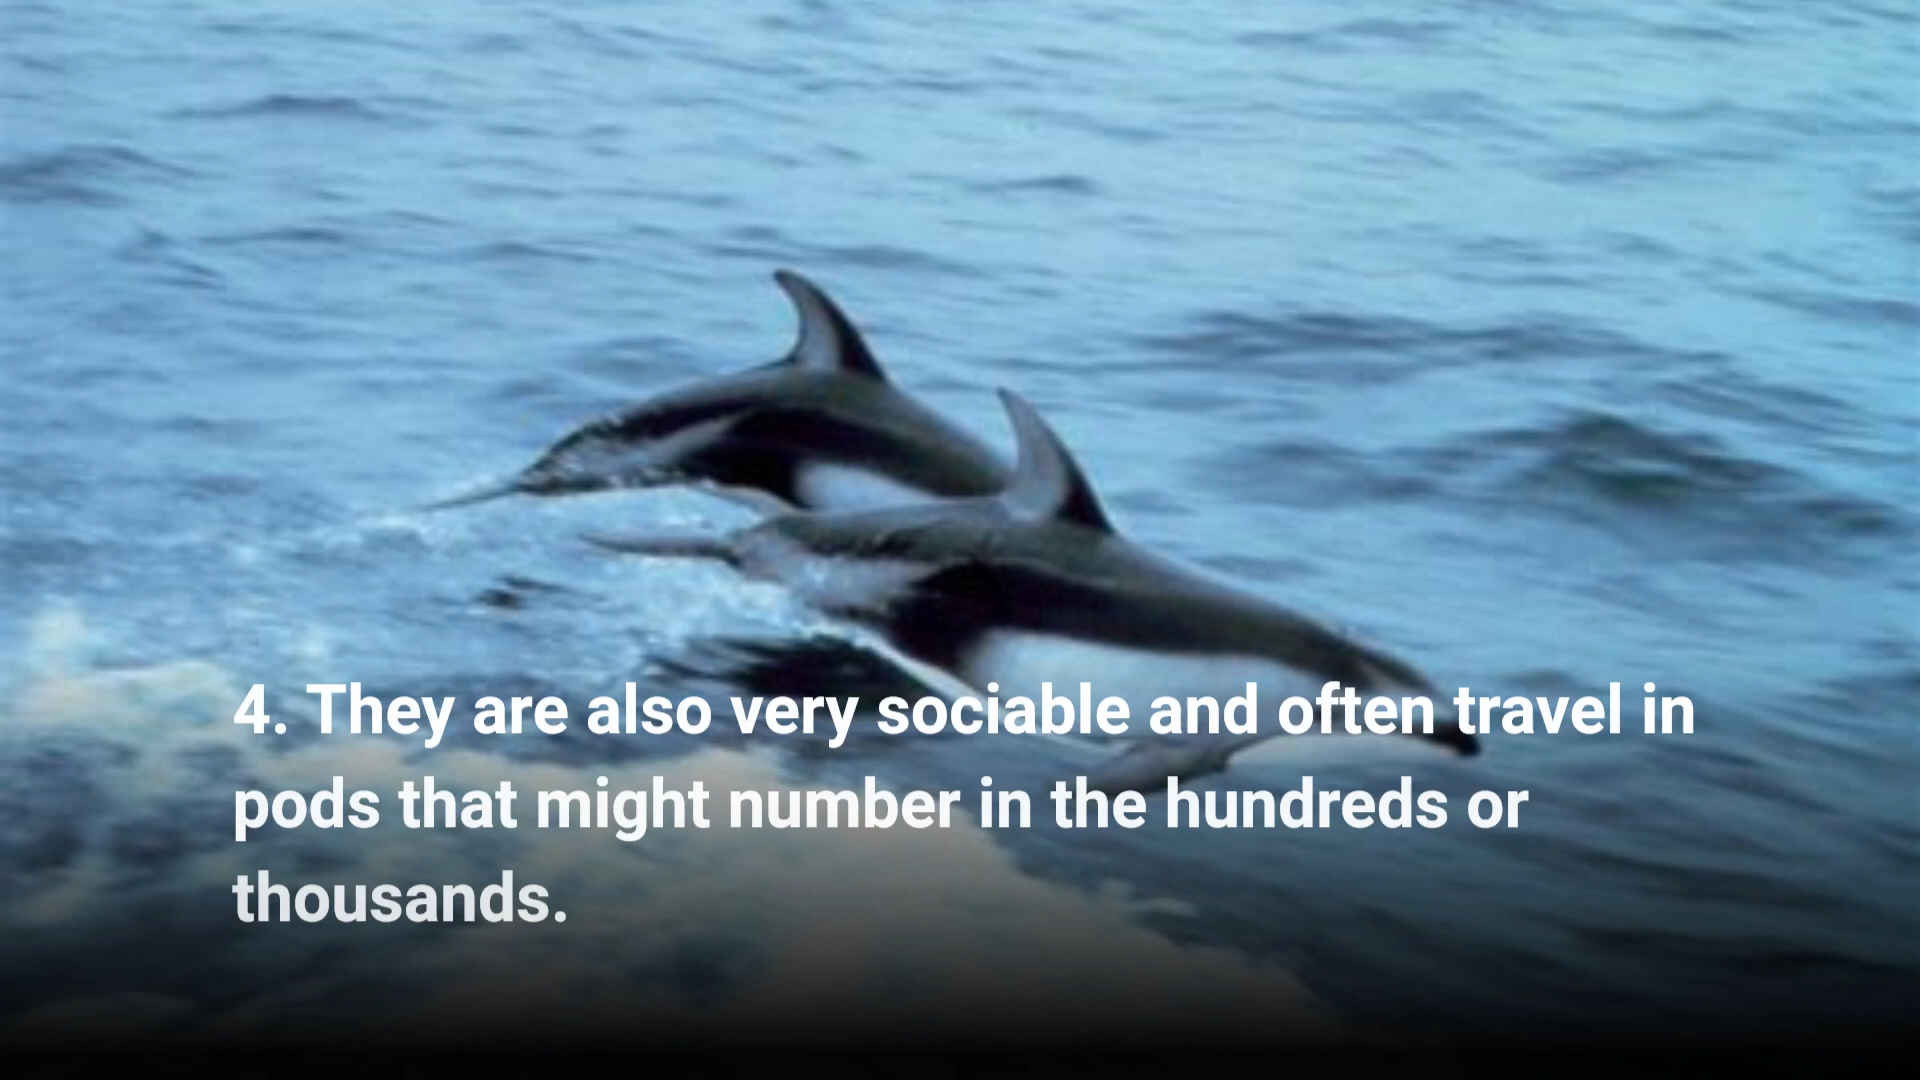 4. They are also very sociable and often travel in
pods that might number in the hundreds or
thousands.